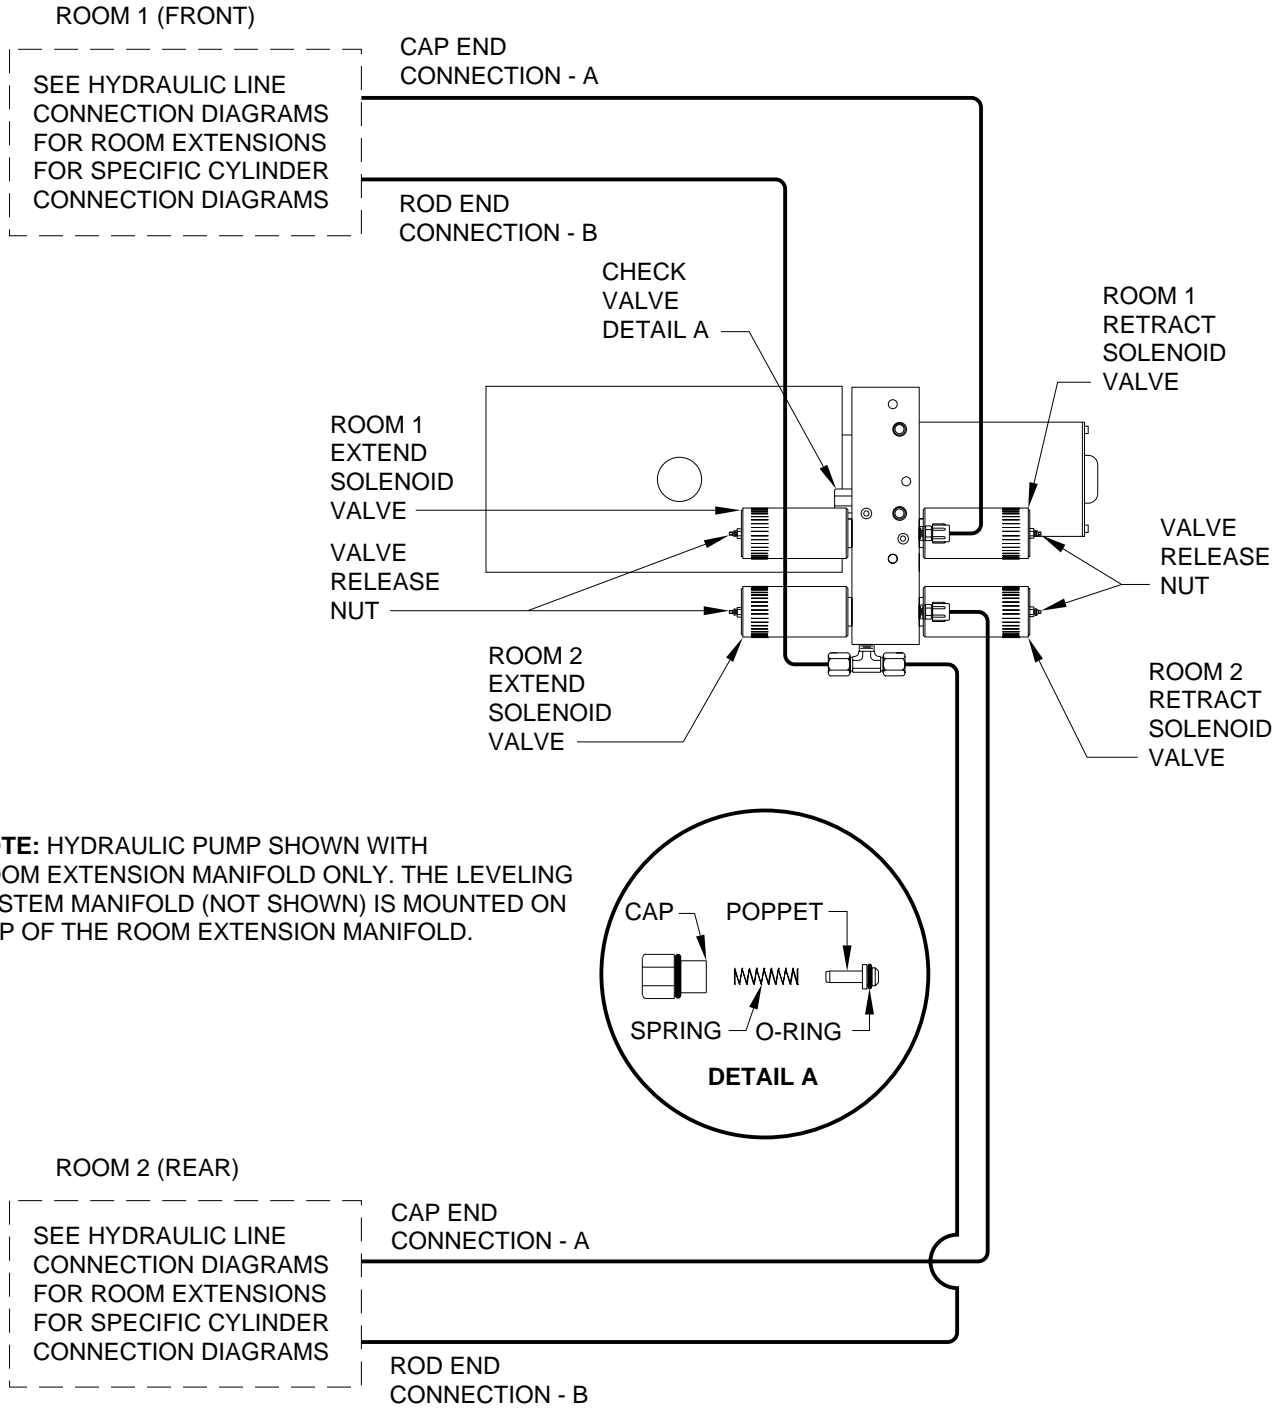 ROOM 1 (FRONT)
SEE HYDRAULIC LINE
CONNECTION DIAGRAMS
FOR ROOM EXTENSIONS
FOR SPECIFIC CYLINDER
CONNECTION DIAGRAMS
CAP END
CONNECTION - A
ROD END
CONNECTION - B
CHECK
VALVE
DETAIL A
ROOM 1
RETRACT
SOLENOID
VALVE
ROOM 1
EXTEND
SOLENOID
VALVE
VALVE
RELEASE
NUT
VALVE
RELEASE
NUT
ROOM 2
EXTEND
SOLENOID
VALVE
ROOM 2
RETRACT
SOLENOID
VALVE
OTE: HYDRAULIC PUMP SHOWN WITH
OOM EXTENSION MANIFOLD ONLY. THE LEVELING
STEM MANIFOLD (NOT SHOWN) IS MOUNTED ON
P OF THE ROOM EXTENSION MANIFOLD.
CAP
POPPET
SPRING
O-RING
DETAIL A
ROOM 2 (REAR)
SEE HYDRAULIC LINE
CONNECTION DIAGRAMS
FOR ROOM EXTENSIONS
FOR SPECIFIC CYLINDER
CONNECTION DIAGRAMS
CAP END
CONNECTION - A
ROD END
CONNECTION - B